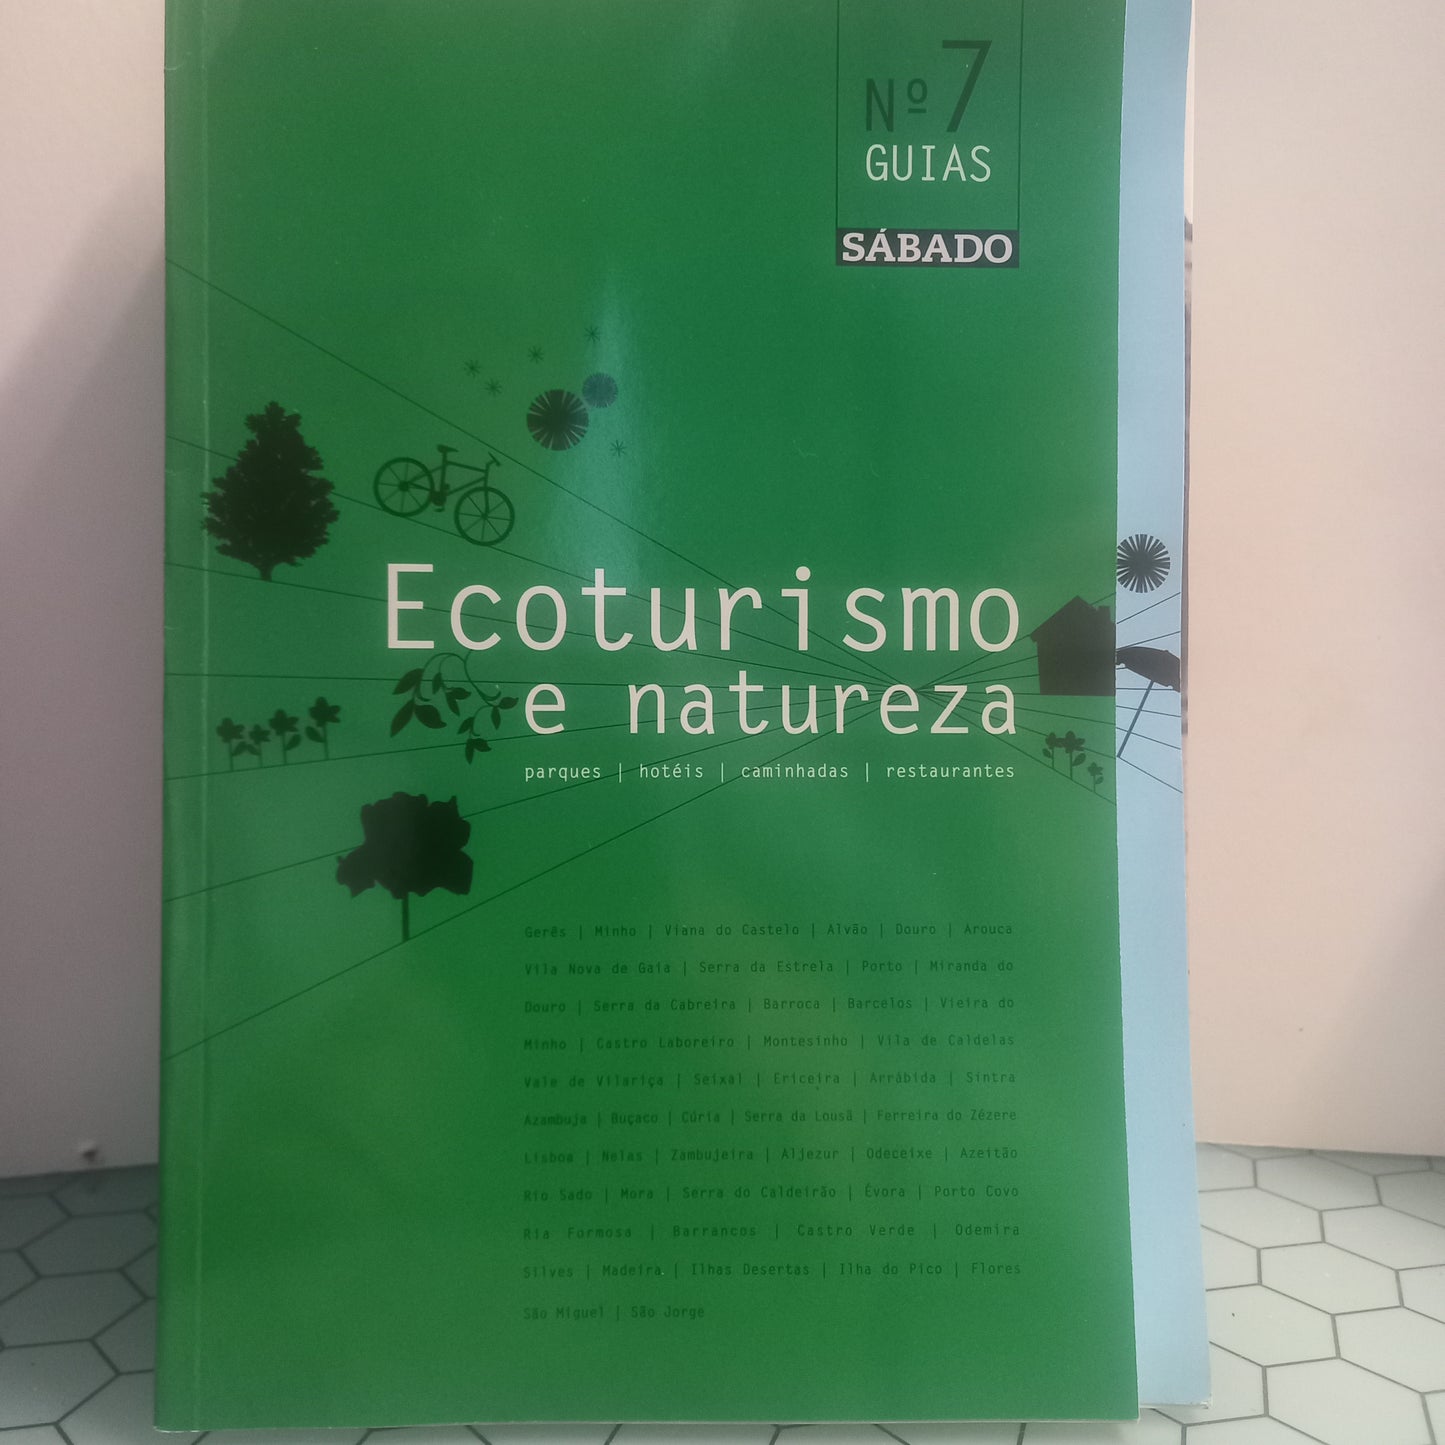 Nº7
GUIAS
SÁBADO
Ecoturismo
e natureza
parques | hotéis | caminhadas | restaurantes
Gerês | Minho | Viana do Castelo | Alvão | Douro | Arouca
Vila Nova de Gaia | Serra da Estrela | Porto | Miranda do
Douro | Serra da Cabreira | Barroca | Barcelos | Vieira do
Minho | Castro Laboreiro | Montesinho | Vila de Caldelas
Vale de Vilariça | Seixal | Ericeira | Arrábida | Sintra
Azambuja | Buçaco | Cúria | Serra da Lousã | Ferreira do Zézere
Lisboa | Nelas | Zambujeira | Aljezur | Odeceixe | Azeitão
Rio Sado | Mora | Serra do Caldeirão | Évora | Porto Covo
Ria Formosa | Barrancos | Castro Verde | Odemira
Silves | Madeira | Ilhas Desertas | Ilha do Pico | Flores
São Miguel | São Jorge